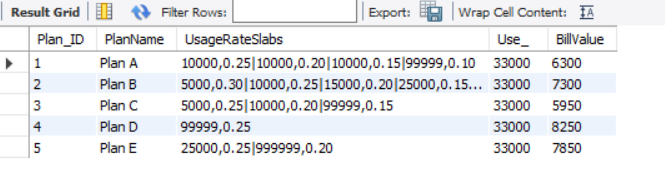 Result Grid Filter Rows: Export: Wrap Cell Content: IA
Plan_ID PlanName UsageRateSlabs Use_ BillValue
1 Plan A 10000,0.25|10000,0.20|10000,0.15|99999,0.10 33000 6300
2 Plan B 5000,0.30|10000,0.25|15000,0.20|25000,0.15... 33000 7300
3 Plan C 5000,0.25|10000,0.20|99999,0.15 33000 5950
4 Plan D 99999,0.25 33000 8250
5 Plan E 25000,0.25|999999,0.20 33000 7850